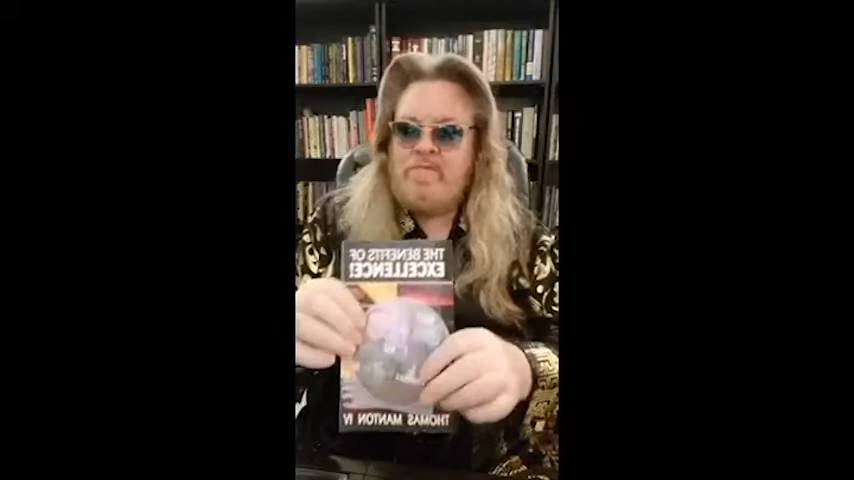 THE BENEFITS OF
EXCELLENCE!
THOMAS MANTON IV